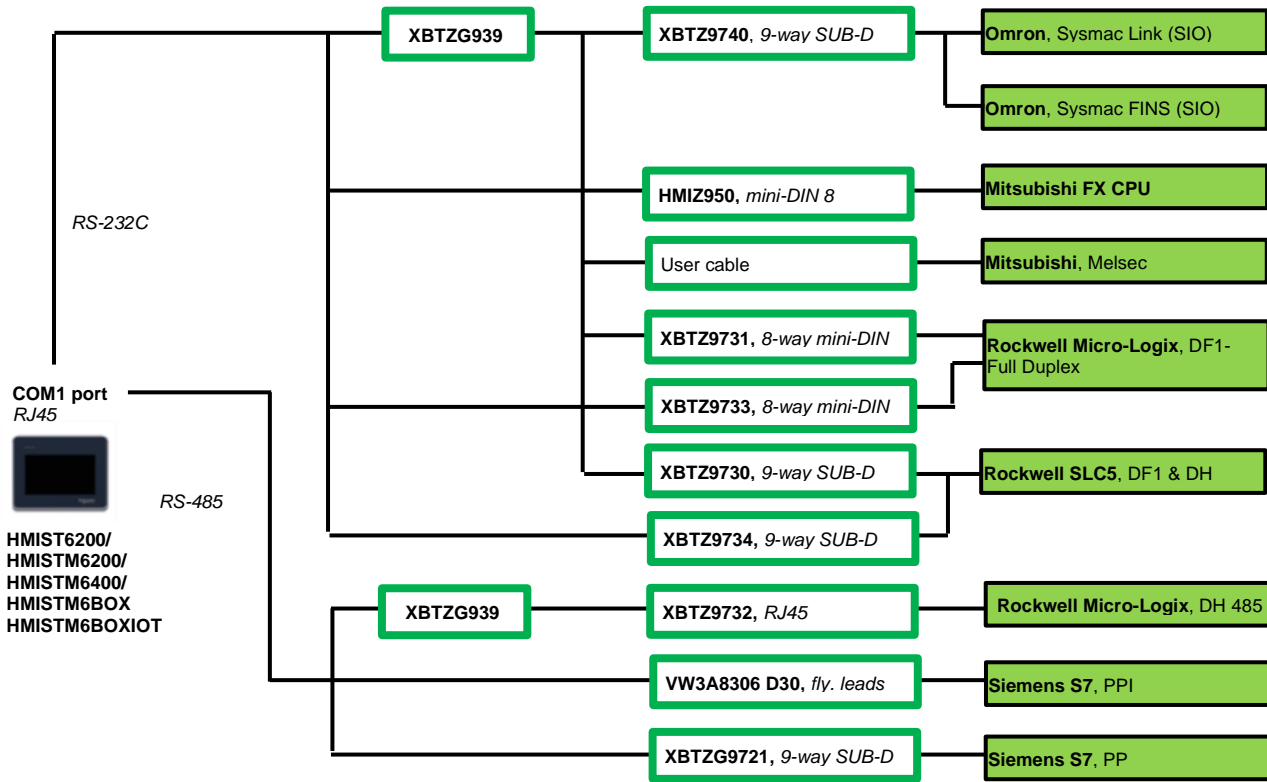 XBTZG939
XBTZ9740, 9-way SUB-D
Omron, Sysmac Link (SIO)
Omron, Sysmac FINS (SIO)
HMIZ950, mini-DIN 8
Mitsubishi FX CPU
RS-232C
User cable
Mitsubishi, Melsec
XBTZ9731, 8-way mini-DIN
Rockwell Micro-Logix, DF1-
Full Duplex
COM1 port
RJ45
XBTZ9733, 8-way mini-DIN
XBTZ9730, 9-way SUB-D
Rockwell SLC5, DF1 & DH
RS-485
XBTZ9734, 9-way SUB-D
HMIST6200/
HMISTM6200/
HMISTM6400/
HMISTM6BOX
HMISTM6BOXIOT
XBTZG939
XBTZ9732, RJ45
Rockwell Micro-Logix, DH 485
VW3A8306 D30, fly. leads
Siemens S7, PPI
XBTZG9721, 9-way SUB-D
Siemens S7, PP